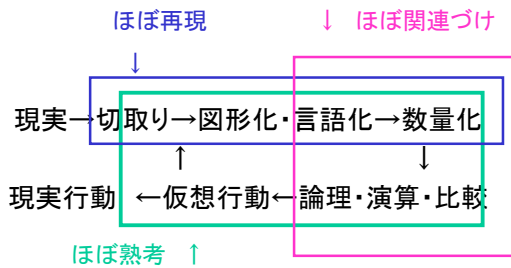 ほぼ再現
↓ ほぼ関連づけ
↓
現実→切取り→図形化・言語化→数量化
↑ ↓
現実行動 ←仮想行動←論理・演算・比較
ほぼ熟考 ↑